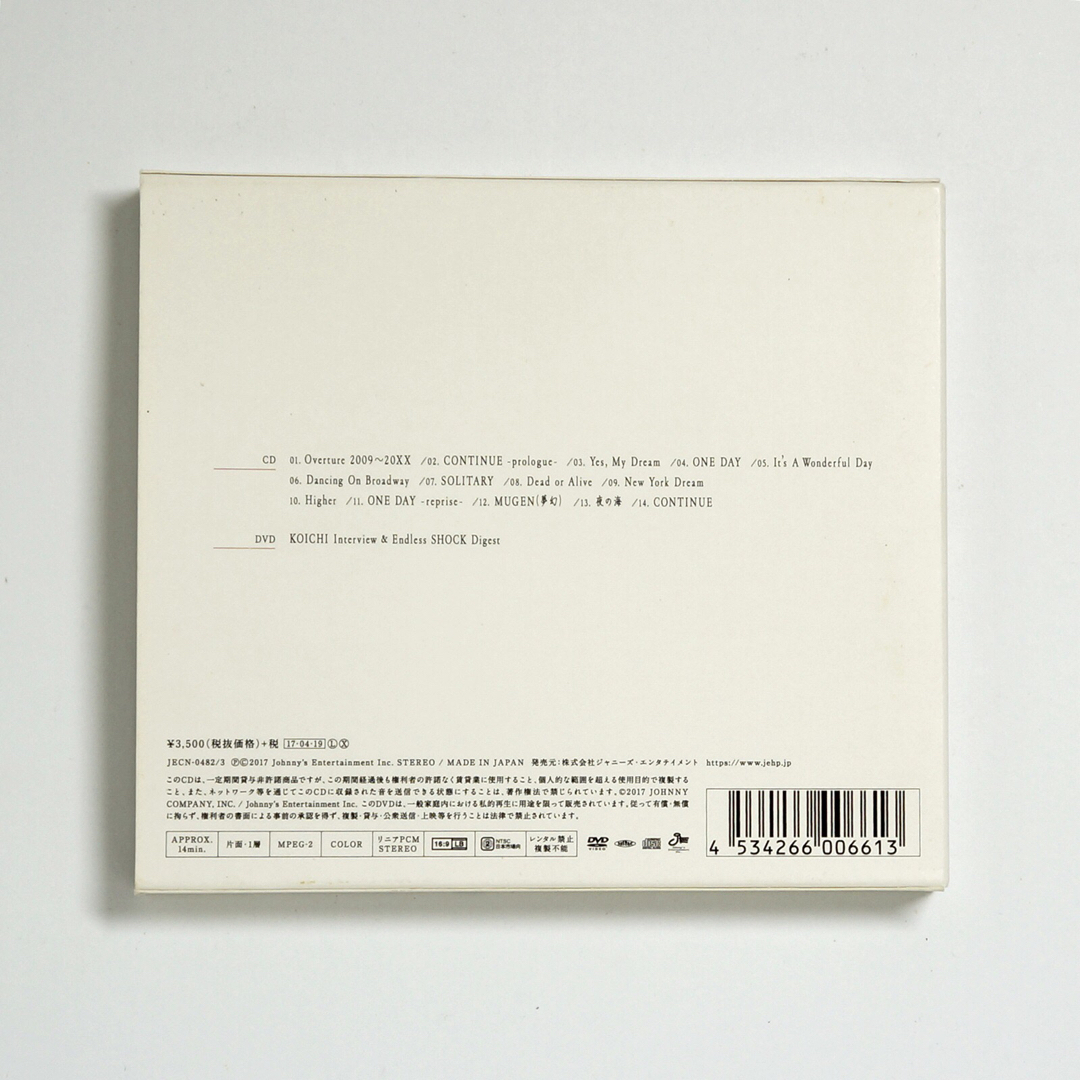 CD 01. Overture 2009〜20XX /02. CONTINUE -prologue- /03. Yes, My Dream /04. ONE DAY /05. It's A Wonderful Day
06. Dancing On Broadway /07. SOLITARY /08. Dead or Alive /09. New York Dream
10. Higher /11. ONE DAY -reprise- /12. MUGEN(夢幻) /13. 夜の海 /14. CONTINUE
DVD KOICHI Interview & Endless SHOCK Digest
¥3,500(税抜価格)+税 17·04·19 Ⓛ Ⓧ
JECN-0482/3 ℗©2017 Johnny's Entertainment Inc. STEREO / MADE IN JAPAN 発売元:株式会社ジャニーズ・エンタテイメント https://www.jehp.jp
このCDは、一定期間貸与非許諾商品ですが、この期間経過後も権利者の許諾なく賃貸業に使用すること、個人的な範囲を超える使用目的で複製する
こと、また、ネットワーク等を通じてこのCDに収録された音を送信できる状態にすることは、著作権法で禁じられています。©2017 JOHNNY
COMPANY, INC. / Johnny's Entertainment Inc. このDVDは、一般家庭内における私的再生に用途を限って販売されています。従って有償・無償
に拘らず、権利者の書面による事前の承認を得ず、複製・貸与・公衆送信・上映等を行うことは法律で禁止されています。
APPROX. 14min. 片面・1層 MPEG-2 COLOR リニアPCM STEREO 16:9 LB 2 NTSC 日本市場向 レンタル禁止 複製不能 DVD VIDEO
4 534266 006613